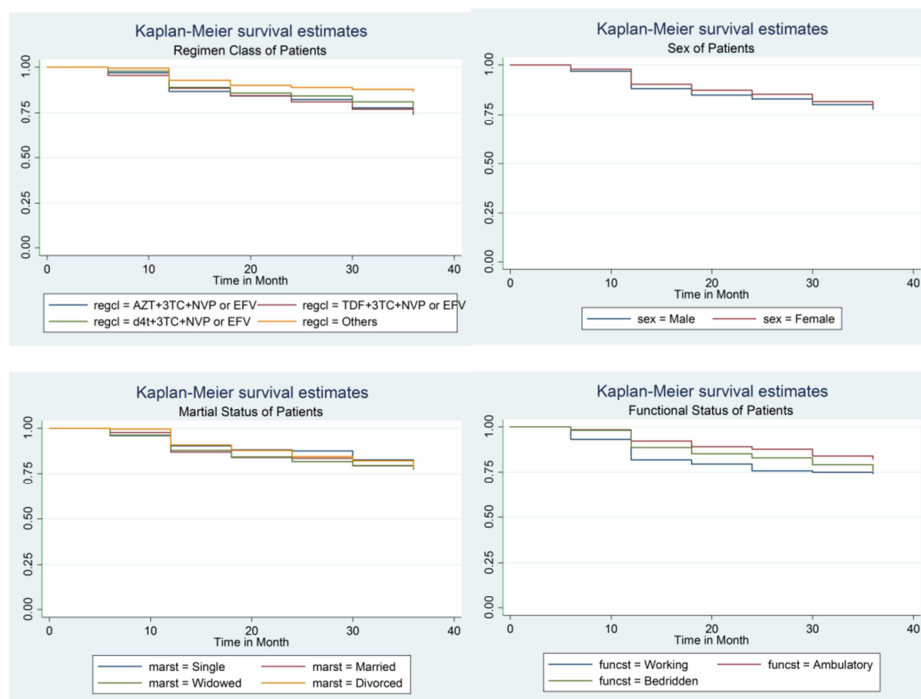 Kaplan-Meier survival estimates
Regimen Class of Patients
1.00
0.75
0.50
0.25
0.00
0 10 20 30 40
Time in Month
regcl = AZT+3TC+NVP or EFV regcl = TDF+3TC+NVP or EFV
regcl = d4t+3TC+NVP or EFV regcl = Others
Kaplan-Meier survival estimates
Sex of Patients
1.00
0.75
0.50
0.25
0.00
0 10 20 30 40
Time in Month
sex = Male sex = Female
Kaplan-Meier survival estimates
Martial Status of Patients
1.00
0.75
0.50
0.25
0.00
0 10 20 30 40
Time in Month
marst = Single marst = Married
marst = Widowed marst = Divorced
Kaplan-Meier survival estimates
Functional Status of Patients
1.00
0.75
0.50
0.25
0.00
0 10 20 30 40
Time in Month
funcst = Working funcst = Ambulatory
funcst = Bedridden